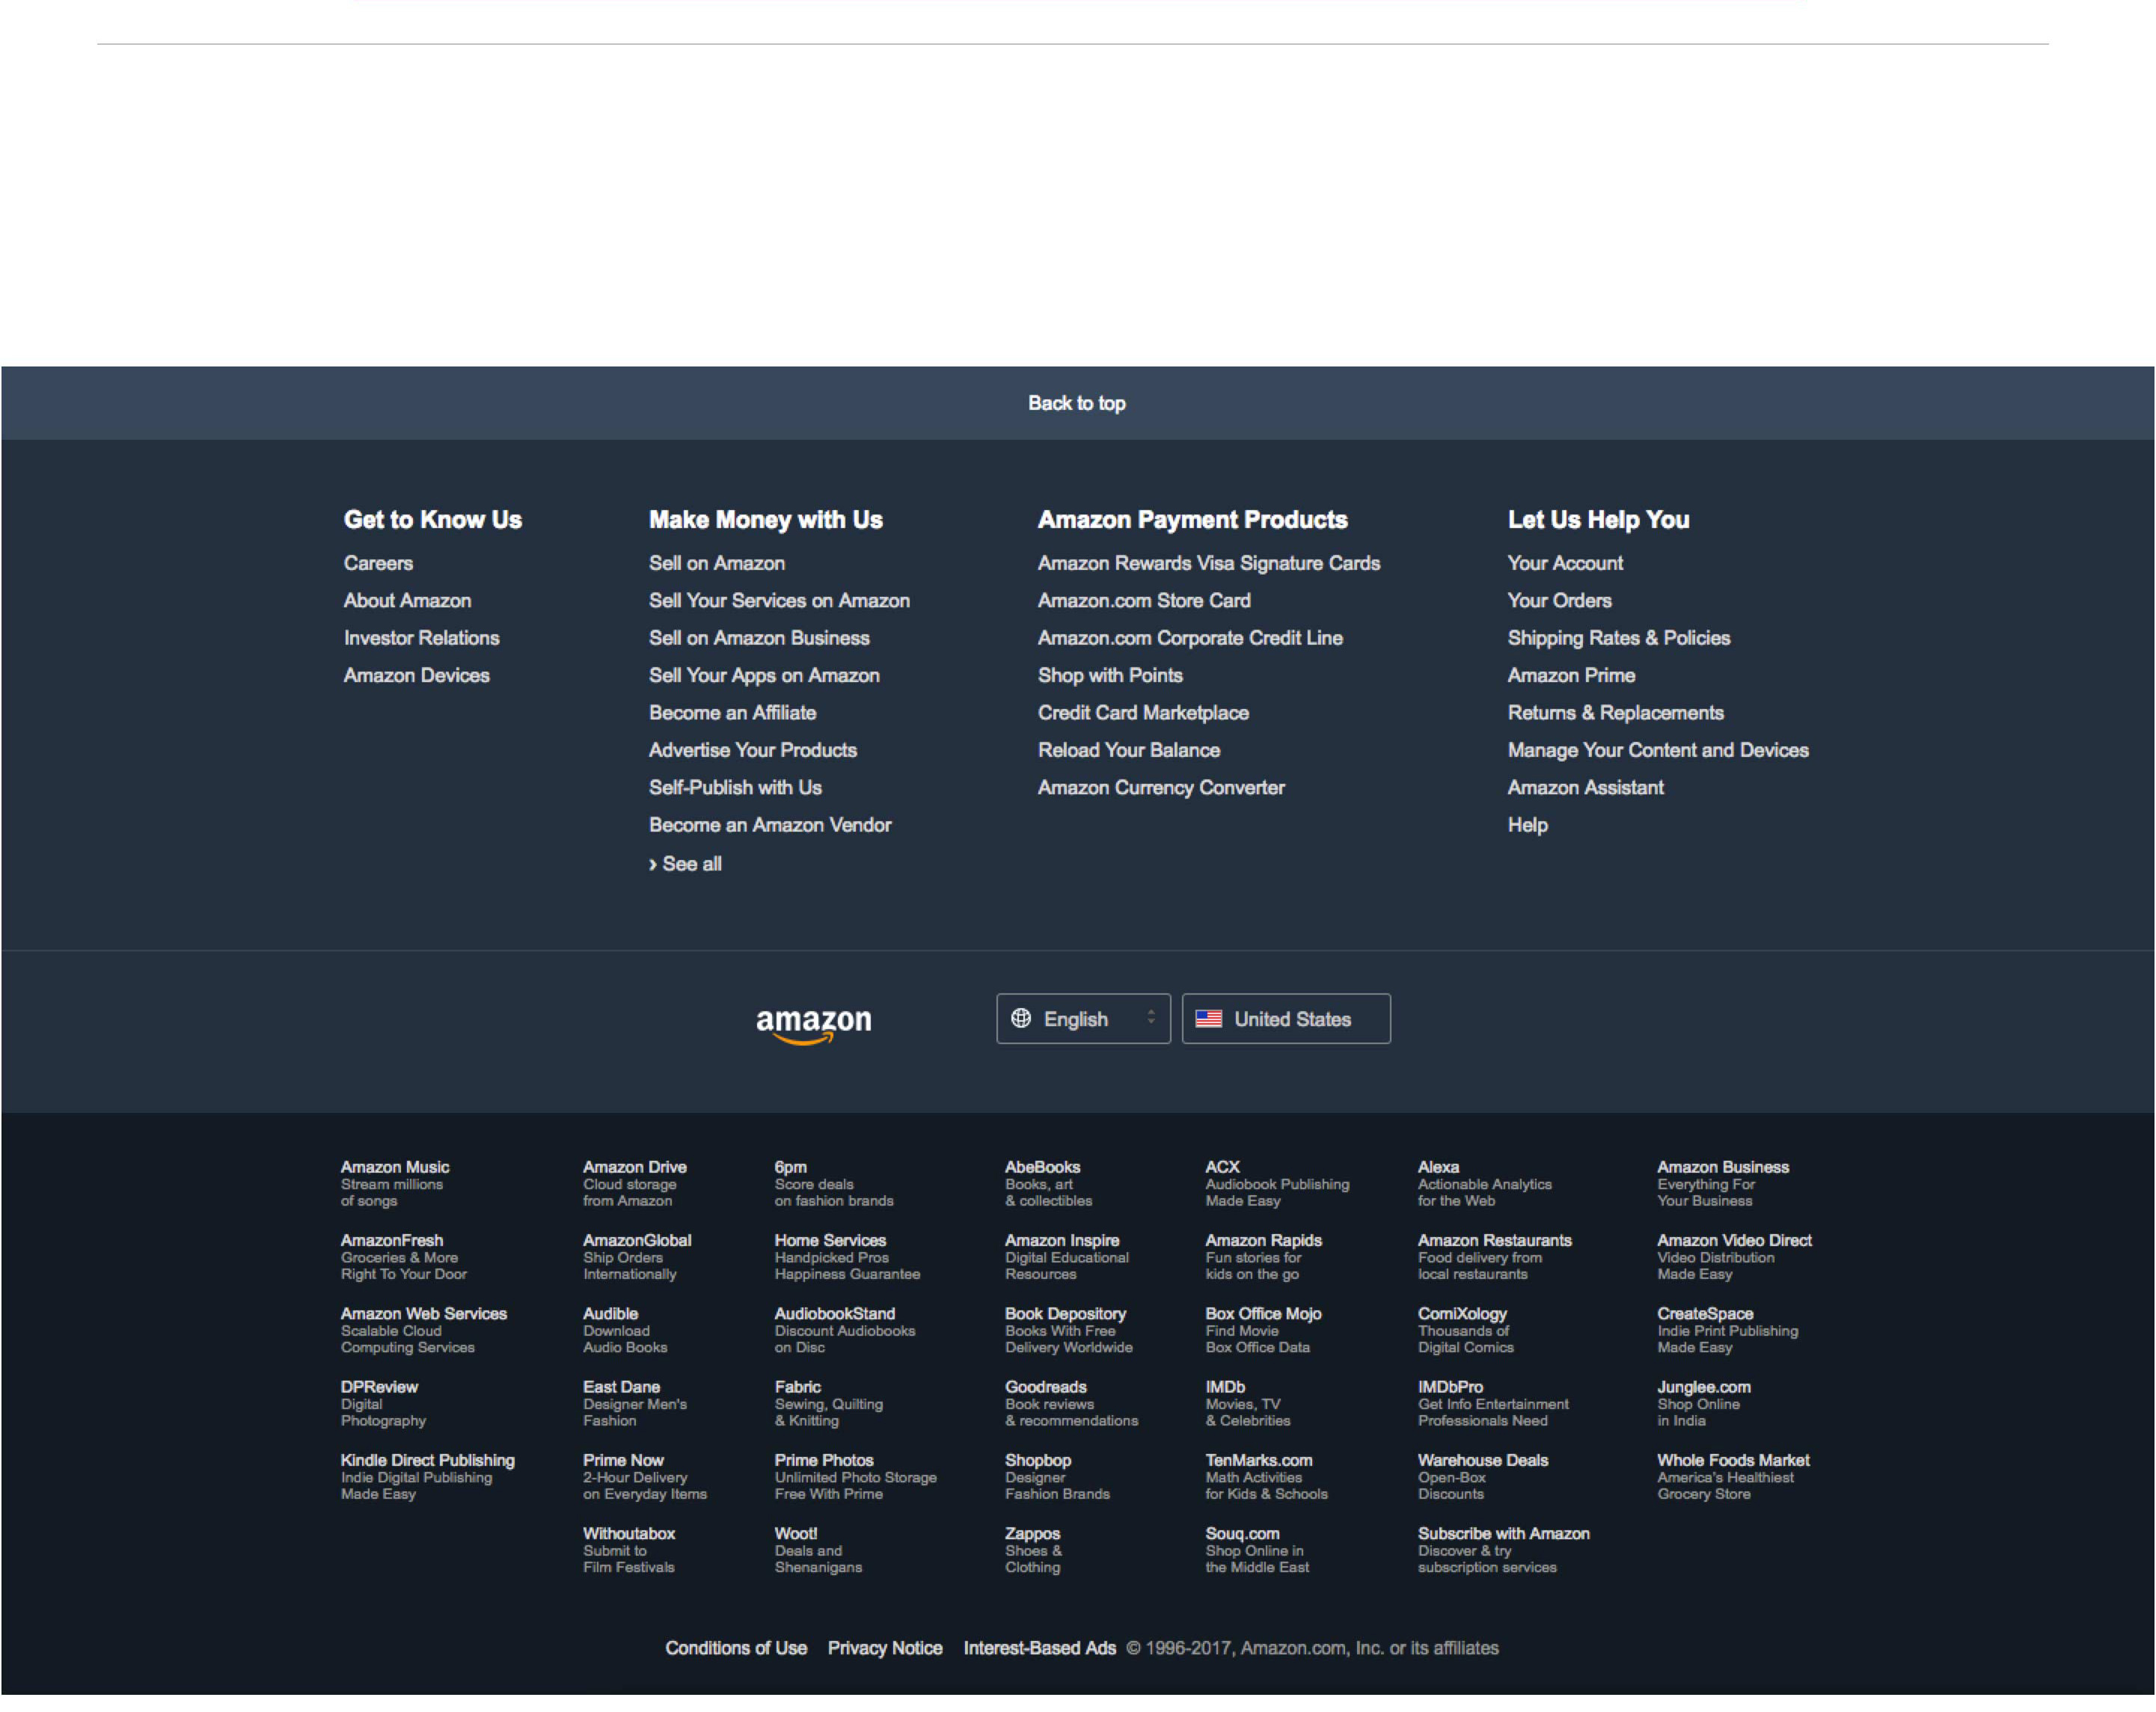 Back to top
Get to Know Us
Careers
About Amazon
Investor Relations
Amazon Devices
Make Money with Us
Sell on Amazon
Sell Your Services on Amazon
Sell on Amazon Business
Sell Your Apps on Amazon
Become an Affiliate
Advertise Your Products
Self-Publish with Us
Become an Amazon Vendor
› See all
Amazon Payment Products
Amazon Rewards Visa Signature Cards
Amazon.com Store Card
Amazon.com Corporate Credit Line
Shop with Points
Credit Card Marketplace
Reload Your Balance
Amazon Currency Converter
Let Us Help You
Your Account
Your Orders
Shipping Rates & Policies
Amazon Prime
Returns & Replacements
Manage Your Content and Devices
Amazon Assistant
Help
amazon
English
United States
Amazon Music
Stream millions
of songs
Amazon Drive
Cloud storage
from Amazon
6pm
Score deals
on fashion brands
AbeBooks
Books, art
& collectibles
ACX
Audiobook Publishing
Made Easy
Alexa
Actionable Analytics
for the Web
Amazon Business
Everything For
Your Business
AmazonFresh
Groceries & More
Right To Your Door
AmazonGlobal
Ship Orders
Internationally
Home Services
Handpicked Pros
Happiness Guarantee
Amazon Inspire
Digital Educational
Resources
Amazon Rapids
Fun stories for
kids on the go
Amazon Restaurants
Food delivery from
local restaurants
Amazon Video Direct
Video Distribution
Made Easy
Amazon Web Services
Scalable Cloud
Computing Services
Audible
Download
Audio Books
AudiobookStand
Discount Audiobooks
on Disc
Book Depository
Books With Free
Delivery Worldwide
Box Office Mojo
Find Movie
Box Office Data
ComiXology
Thousands of
Digital Comics
CreateSpace
Indie Print Publishing
Made Easy
DPReview
Digital
Photography
East Dane
Designer Men's
Fashion
Fabric
Sewing, Quilting
& Knitting
Goodreads
Book reviews
& recommendations
IMDb
Movies, TV
& Celebrities
IMDbPro
Get Info Entertainment
Professionals Need
Junglee.com
Shop Online
in India
Kindle Direct Publishing
Indie Digital Publishing
Made Easy
Prime Now
2-Hour Delivery
on Everyday Items
Prime Photos
Unlimited Photo Storage
Free With Prime
Shopbop
Designer
Fashion Brands
TenMarks.com
Math Activities
for Kids & Schools
Warehouse Deals
Open-Box
Discounts
Whole Foods Market
America's Healthiest
Grocery Store
Withoutabox
Submit to
Film Festivals
Woot!
Deals and
Shenanigans
Zappos
Shoes &
Clothing
Souq.com
Shop Online in
the Middle East
Subscribe with Amazon
Discover & try
subscription services
Conditions of Use Privacy Notice Interest-Based Ads © 1996-2017, Amazon.com, Inc. or its affiliates